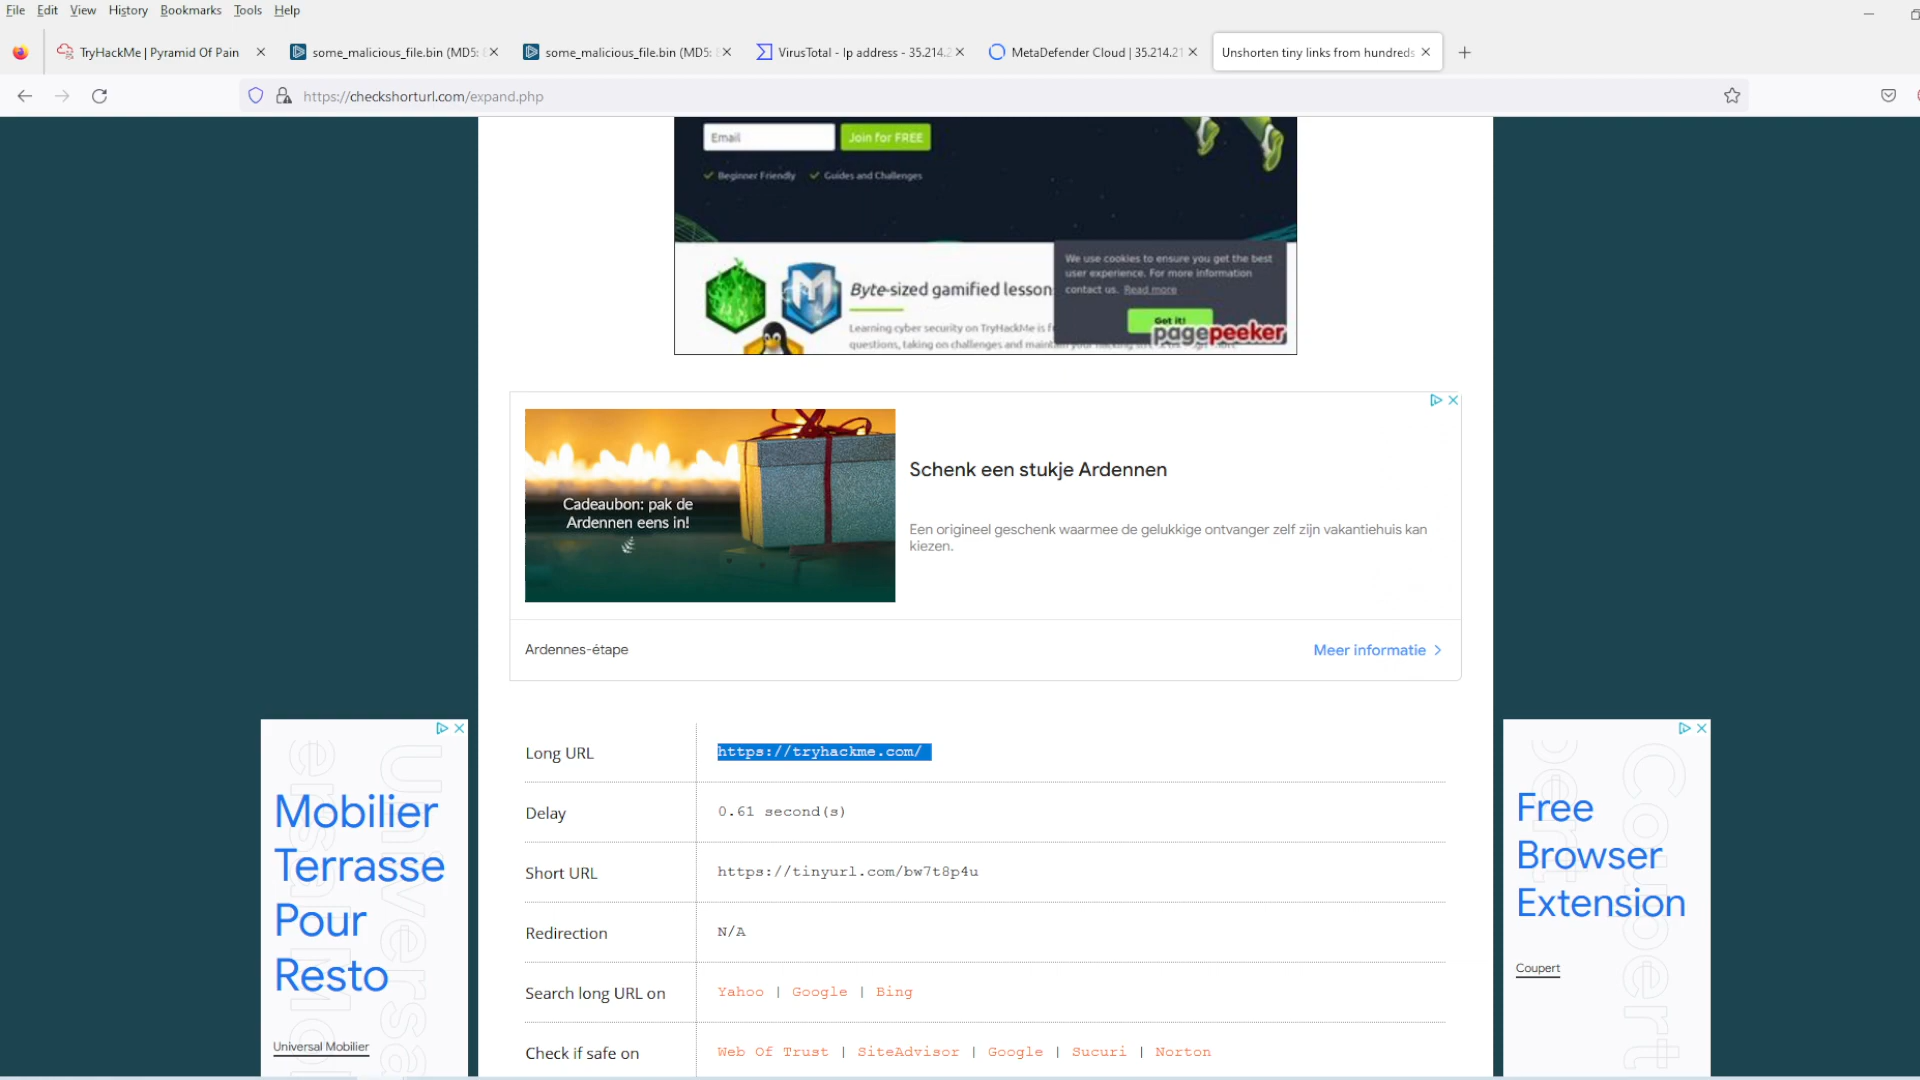 File Edit View History Bookmarks Tools Help
TryHackMe | Pyramid Of Pain
some_malicious_file.bin (MD5:
some_malicious_file.bin (MD5:
VirusTotal - Ip address - 35.214.2
MetaDefender Cloud | 35.214.21
Unshorten tiny links from hundreds
https://checkshorturl.com/expand.php
Email Join for FREE
Beginner Friendly Guides and Challenges
We use cookies to ensure you get the best
user experience. For more information
contact us. Read more
Got it!
pagepeeker
Byte-sized gamified lesson
Learning cyber security on TryHackMe is f
questions, taking on challenges and maintain your hacking
Cadeaubon: pak de
Ardennen eens in!
Schenk een stukje Ardennen
Een origineel geschenk waarmee de gelukkige ontvanger zelf zijn vakantiehuis kan
kiezen.
Ardennes-étape Meer informatie
Long URL https://tryhackme.com/
Delay 0.61 second(s)
Short URL https://tinyurl.com/bw7t8p4u
Redirection N/A
Search long URL on Yahoo | Google | Bing
Check if safe on Web Of Trust | SiteAdvisor | Google | Sucuri | Norton
Mobilier
Terrasse
Pour
Resto
Universal Mobilier
Free
Browser
Extension
Coupert